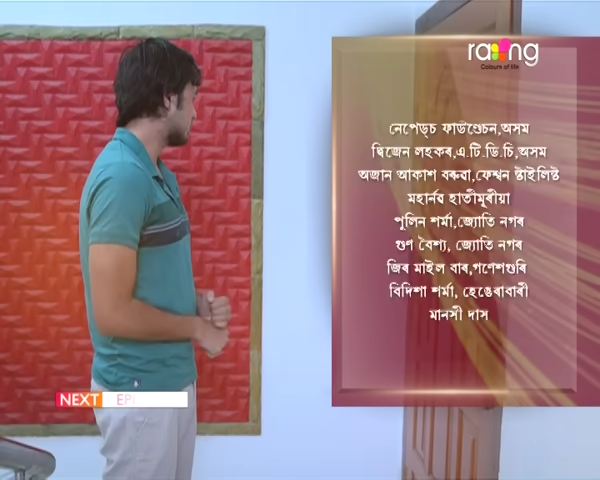 rang
Colours of life
নেপেড্‌চ ফাউণ্ডেচন,অসম
দ্বিজেন লহকৰ,এ.টি.ডি.চি,অসম
অজান আকাশ বৰুৱা,ফেশ্বন ষ্টাইলিষ্ট
মহাৰ্নৱ হাতীমূৰীয়া
পুলিন শৰ্মা,জ্যোতি নগৰ
গুণ বৈশ্য, জ্যোতি নগৰ
জিৰ মাইল বাৰ,গণেশগুৰি
বিদিশা শৰ্মা, হেঙেৰাবাৰী
মানসী দাস
NEXT EPI